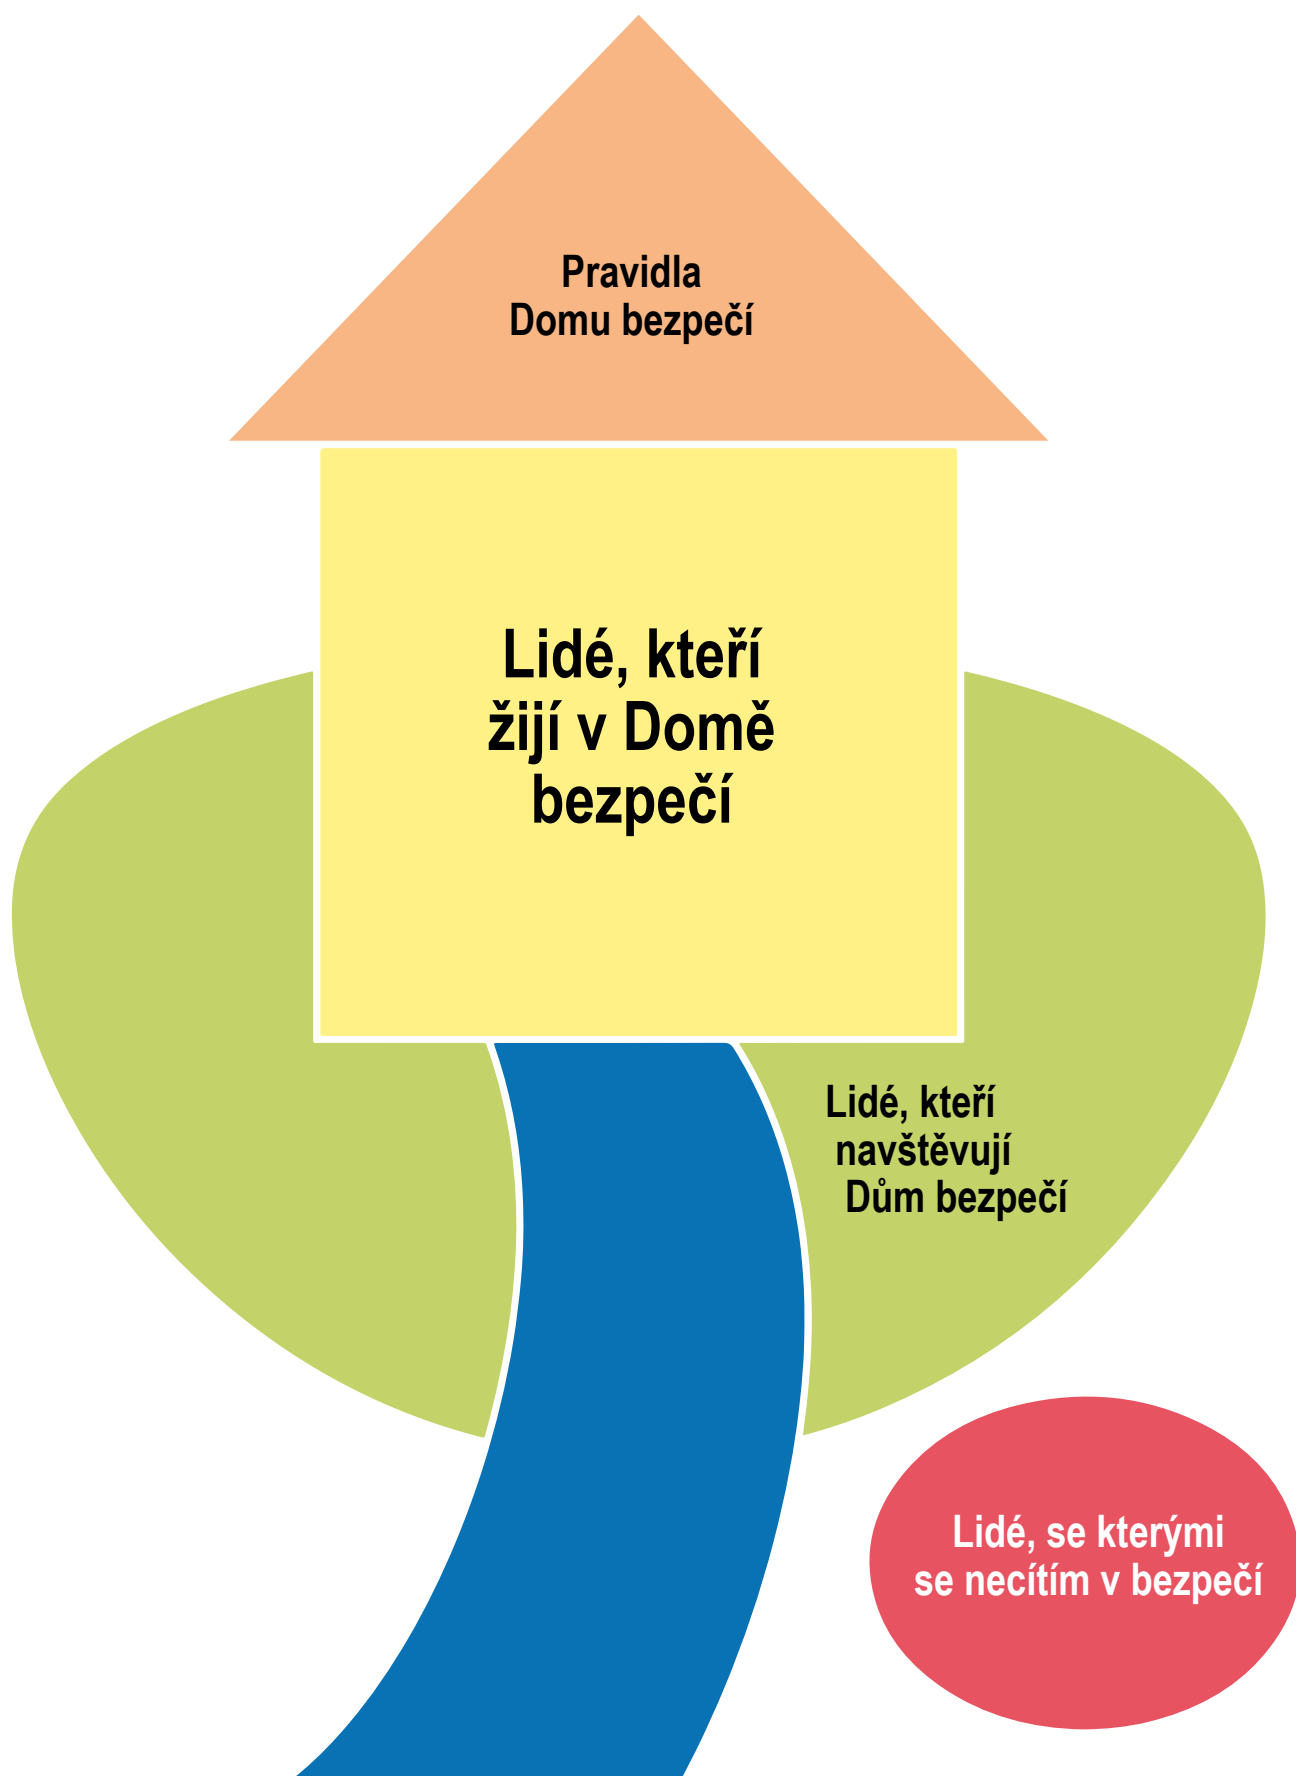 Pravidla
Domu bezpečí
Lidé, kteří
žijí v Domě
bezpečí
Lidé, kteří
navštěvují
Dům bezpečí
Lidé, se kterými
se necítím v bezpečí